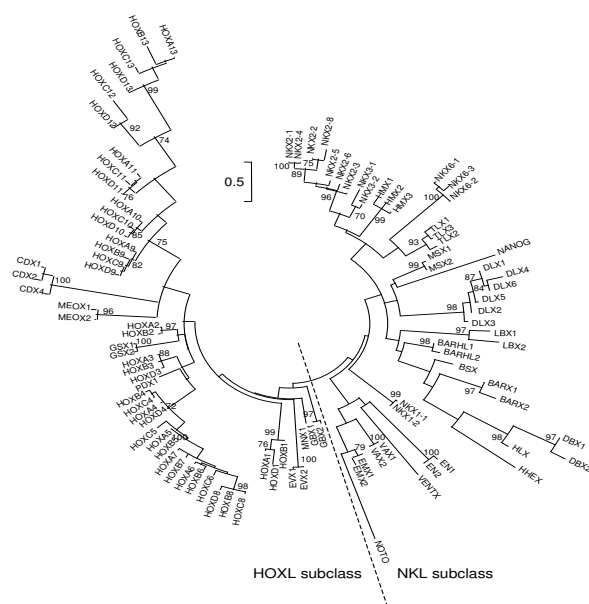 HOXA13
HOXB13
HOXC13
HOXD13
99
HOXC12
HOXD12
92
74
HOXA11
HOXC11
HOXD11
76
HOXA10
HOXC10
HOXD10
85
HOXA9
HOXB9
HOXC9
HOXD9
82
75
CDX1
CDX2
CDX4
100
MEOX1
MEOX2
96
HOXA2
HOXB2
97
GSX1
GSX2
100
HOXA3
HOXB3
HOXD3
88
PDX1
HOXB4
HOXC4
HOXA4
HOXD4
72
HOXC5
HOXA5
HOXB5
100
HOXA7
HOXB7
HOXA6
HOXB6
HOXC6
HOXD8
HOXB8
HOXC8
98
HOXA1
HOXD1
HOXB1
76
99
EVX1
EVX2
100
MNX1
GBX1
GBX2
97
0.5
NKX2-1
NKX2-4
NKX2-2
NKX2-8
100
75
89
NKX2-5
NKX2-6
NKX2-3
96
NKX3-1
NKX3-2
70
HMX1
HMX2
HMX3
99
NKX6-1
NKX6-3
NKX6-2
100
TLX1
TLX3
TLX2
93
MSX1
MSX2
99
NANOG
DLX1
DLX4
DLX6
DLX5
DLX2
DLX3
87
84
98
LBX1
LBX2
97
BARHL1
BARHL2
98
BSX
BARX1
BARX2
97
DBX1
DBX2
97
HLX
98
HHEX
NKX1-1
NKX1-2
99
EN1
EN2
100
VENTX
VAX1
VAX2
100
EMX1
EMX2
79
NOTO
HOXL subclass
NKL subclass